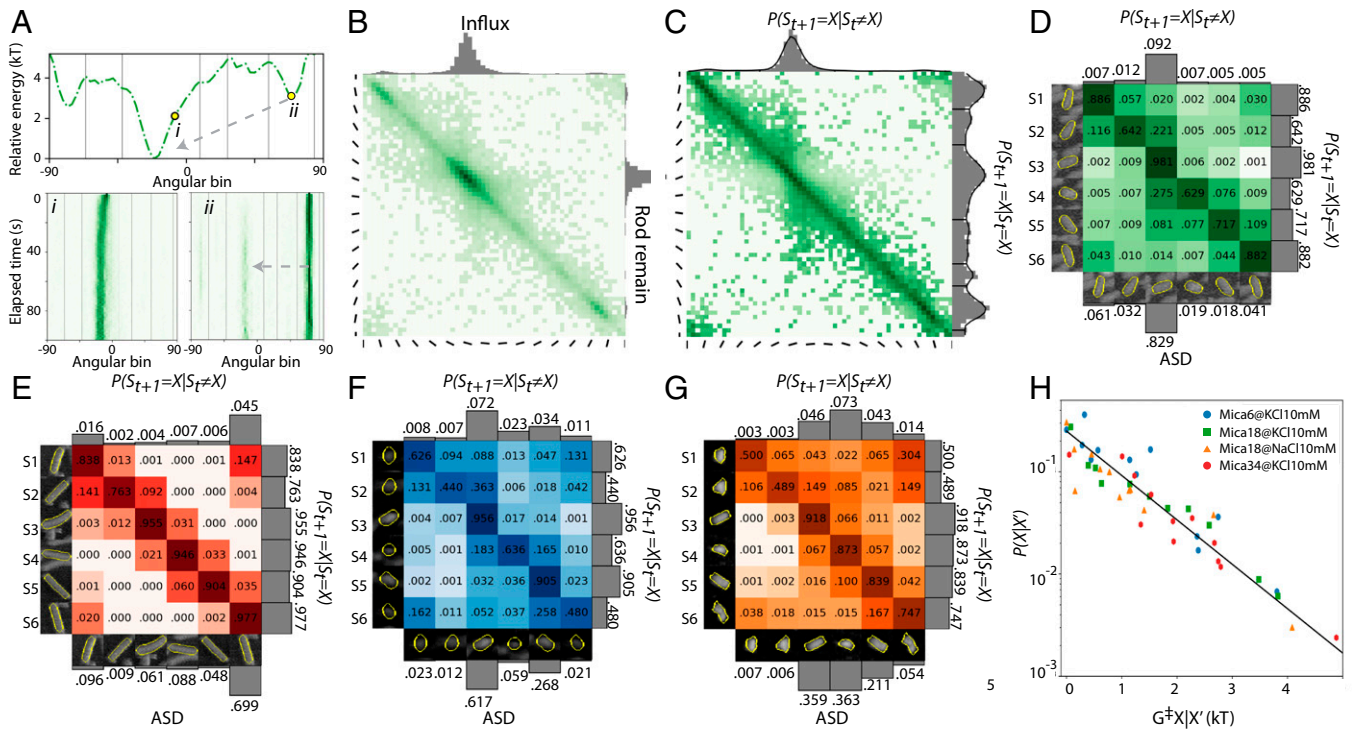 A
Relative energy (kT)
4
2
0
i
ii
-90
0
90
Angular bin
Elapsed time (s)
0
40
80
i
ii
-90
0
90
-90
0
90
Angular bin
Angular bin
B
Influx
Rod remain
C
P(St+1=X|St≠X)
P(St+1=X|St=X)
D
P(St+1=X|St≠X)
.092
.007 .012 .007 .005 .005
S1 .886 .057 .020 .002 .004 .030 .886
S2 .116 .642 .221 .005 .005 .012 .642
S3 .002 .009 .981 .006 .002 .001 .981
S4 .005 .007 .275 .629 .076 .009 .629
S5 .007 .009 .081 .077 .717 .109 .717
S6 .043 .010 .014 .007 .044 .882 .882
P(St+1=X|St=X)
.061 .032 .019 .018 .041
.829
ASD
E
P(St+1=X|St≠X)
.045
.016 .002 .004 .007 .006
S1 .838 .013 .001 .000 .001 .147 .838
S2 .141 .763 .092 .000 .000 .004 .763
S3 .003 .012 .955 .031 .000 .000 .955
S4 .000 .000 .021 .946 .033 .001 .946
S5 .001 .000 .000 .060 .904 .035 .904
S6 .020 .000 .000 .000 .002 .977 .977
P(St+1=X|St=X)
.096 .009 .061 .088 .048
.699
ASD
F
P(St+1=X|St≠X)
.072
.008 .007 .023 .034 .011
S1 .626 .094 .088 .013 .047 .131 .626
S2 .131 .440 .363 .006 .018 .042 .440
S3 .004 .007 .956 .017 .014 .001 .956
S4 .005 .001 .183 .636 .165 .010 .636
S5 .002 .001 .032 .036 .905 .023 .905
S6 .162 .011 .052 .037 .258 .480 .480
P(St+1=X|St=X)
.023 .012 .059 .268 .021
.617
ASD
G
P(St+1=X|St≠X)
.073
.003 .003 .046 .043 .014
S1 .500 .065 .043 .022 .065 .304 .500
S2 .106 .489 .149 .085 .021 .149 .489
S3 .002 .002 .918 .066 .011 .002 .918
S4 .001 .001 .067 .873 .057 .002 .873
S5 .001 .002 .016 .100 .839 .042 .839
S6 .038 .018 .015 .015 .167 .747 .747
P(St+1=X|St=X)
.007 .006 .359 .363 .211 .054
ASD
5
H
Mica6@KCl10mM
Mica18@KCl10mM
Mica18@NaCl10mM
Mica34@KCl10mM
P(X|X')
10-1
10-2
10-3
0 1 2 3 4
G‡X|X' (kT)